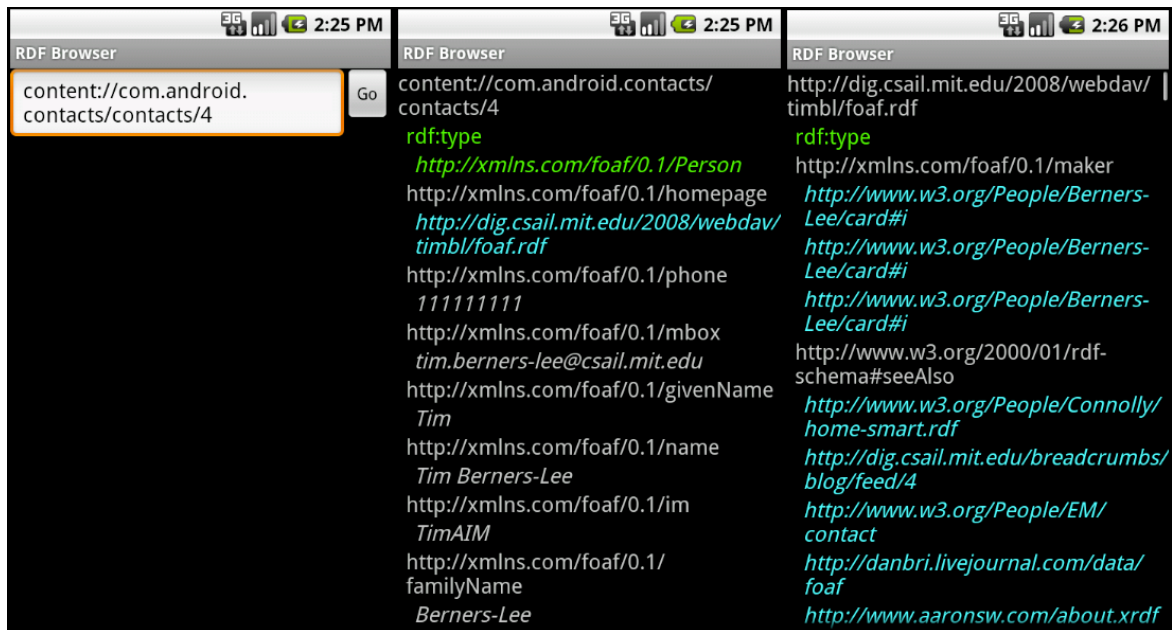 3G 2:25 PM
RDF Browser
content://com.android.
contacts/contacts/4
Go
3G 2:25 PM
RDF Browser
content://com.android.contacts/
contacts/4
rdf:type
http://xmlns.com/foaf/0.1/Person
http://xmlns.com/foaf/0.1/homepage
http://dig.csail.mit.edu/2008/webdav/
timbl/foaf.rdf
http://xmlns.com/foaf/0.1/phone
111111111
http://xmlns.com/foaf/0.1/mbox
tim.berners-lee@csail.mit.edu
http://xmlns.com/foaf/0.1/givenName
Tim
http://xmlns.com/foaf/0.1/name
Tim Berners-Lee
http://xmlns.com/foaf/0.1/im
TimAIM
http://xmlns.com/foaf/0.1/
familyName
Berners-Lee
3G 2:26 PM
RDF Browser
http://dig.csail.mit.edu/2008/webdav/
timbl/foaf.rdf
rdf:type
http://xmlns.com/foaf/0.1/maker
http://www.w3.org/People/Berners-
Lee/card#i
http://www.w3.org/People/Berners-
Lee/card#i
http://www.w3.org/People/Berners-
Lee/card#i
http://www.w3.org/2000/01/rdf-
schema#seeAlso
http://www.w3.org/People/Connolly/
home-smart.rdf
http://dig.csail.mit.edu/breadcrumbs/
blog/feed/4
http://www.w3.org/People/EM/
contact
http://danbri.livejournal.com/data/
foaf
http://www.aaronsw.com/about.xrdf